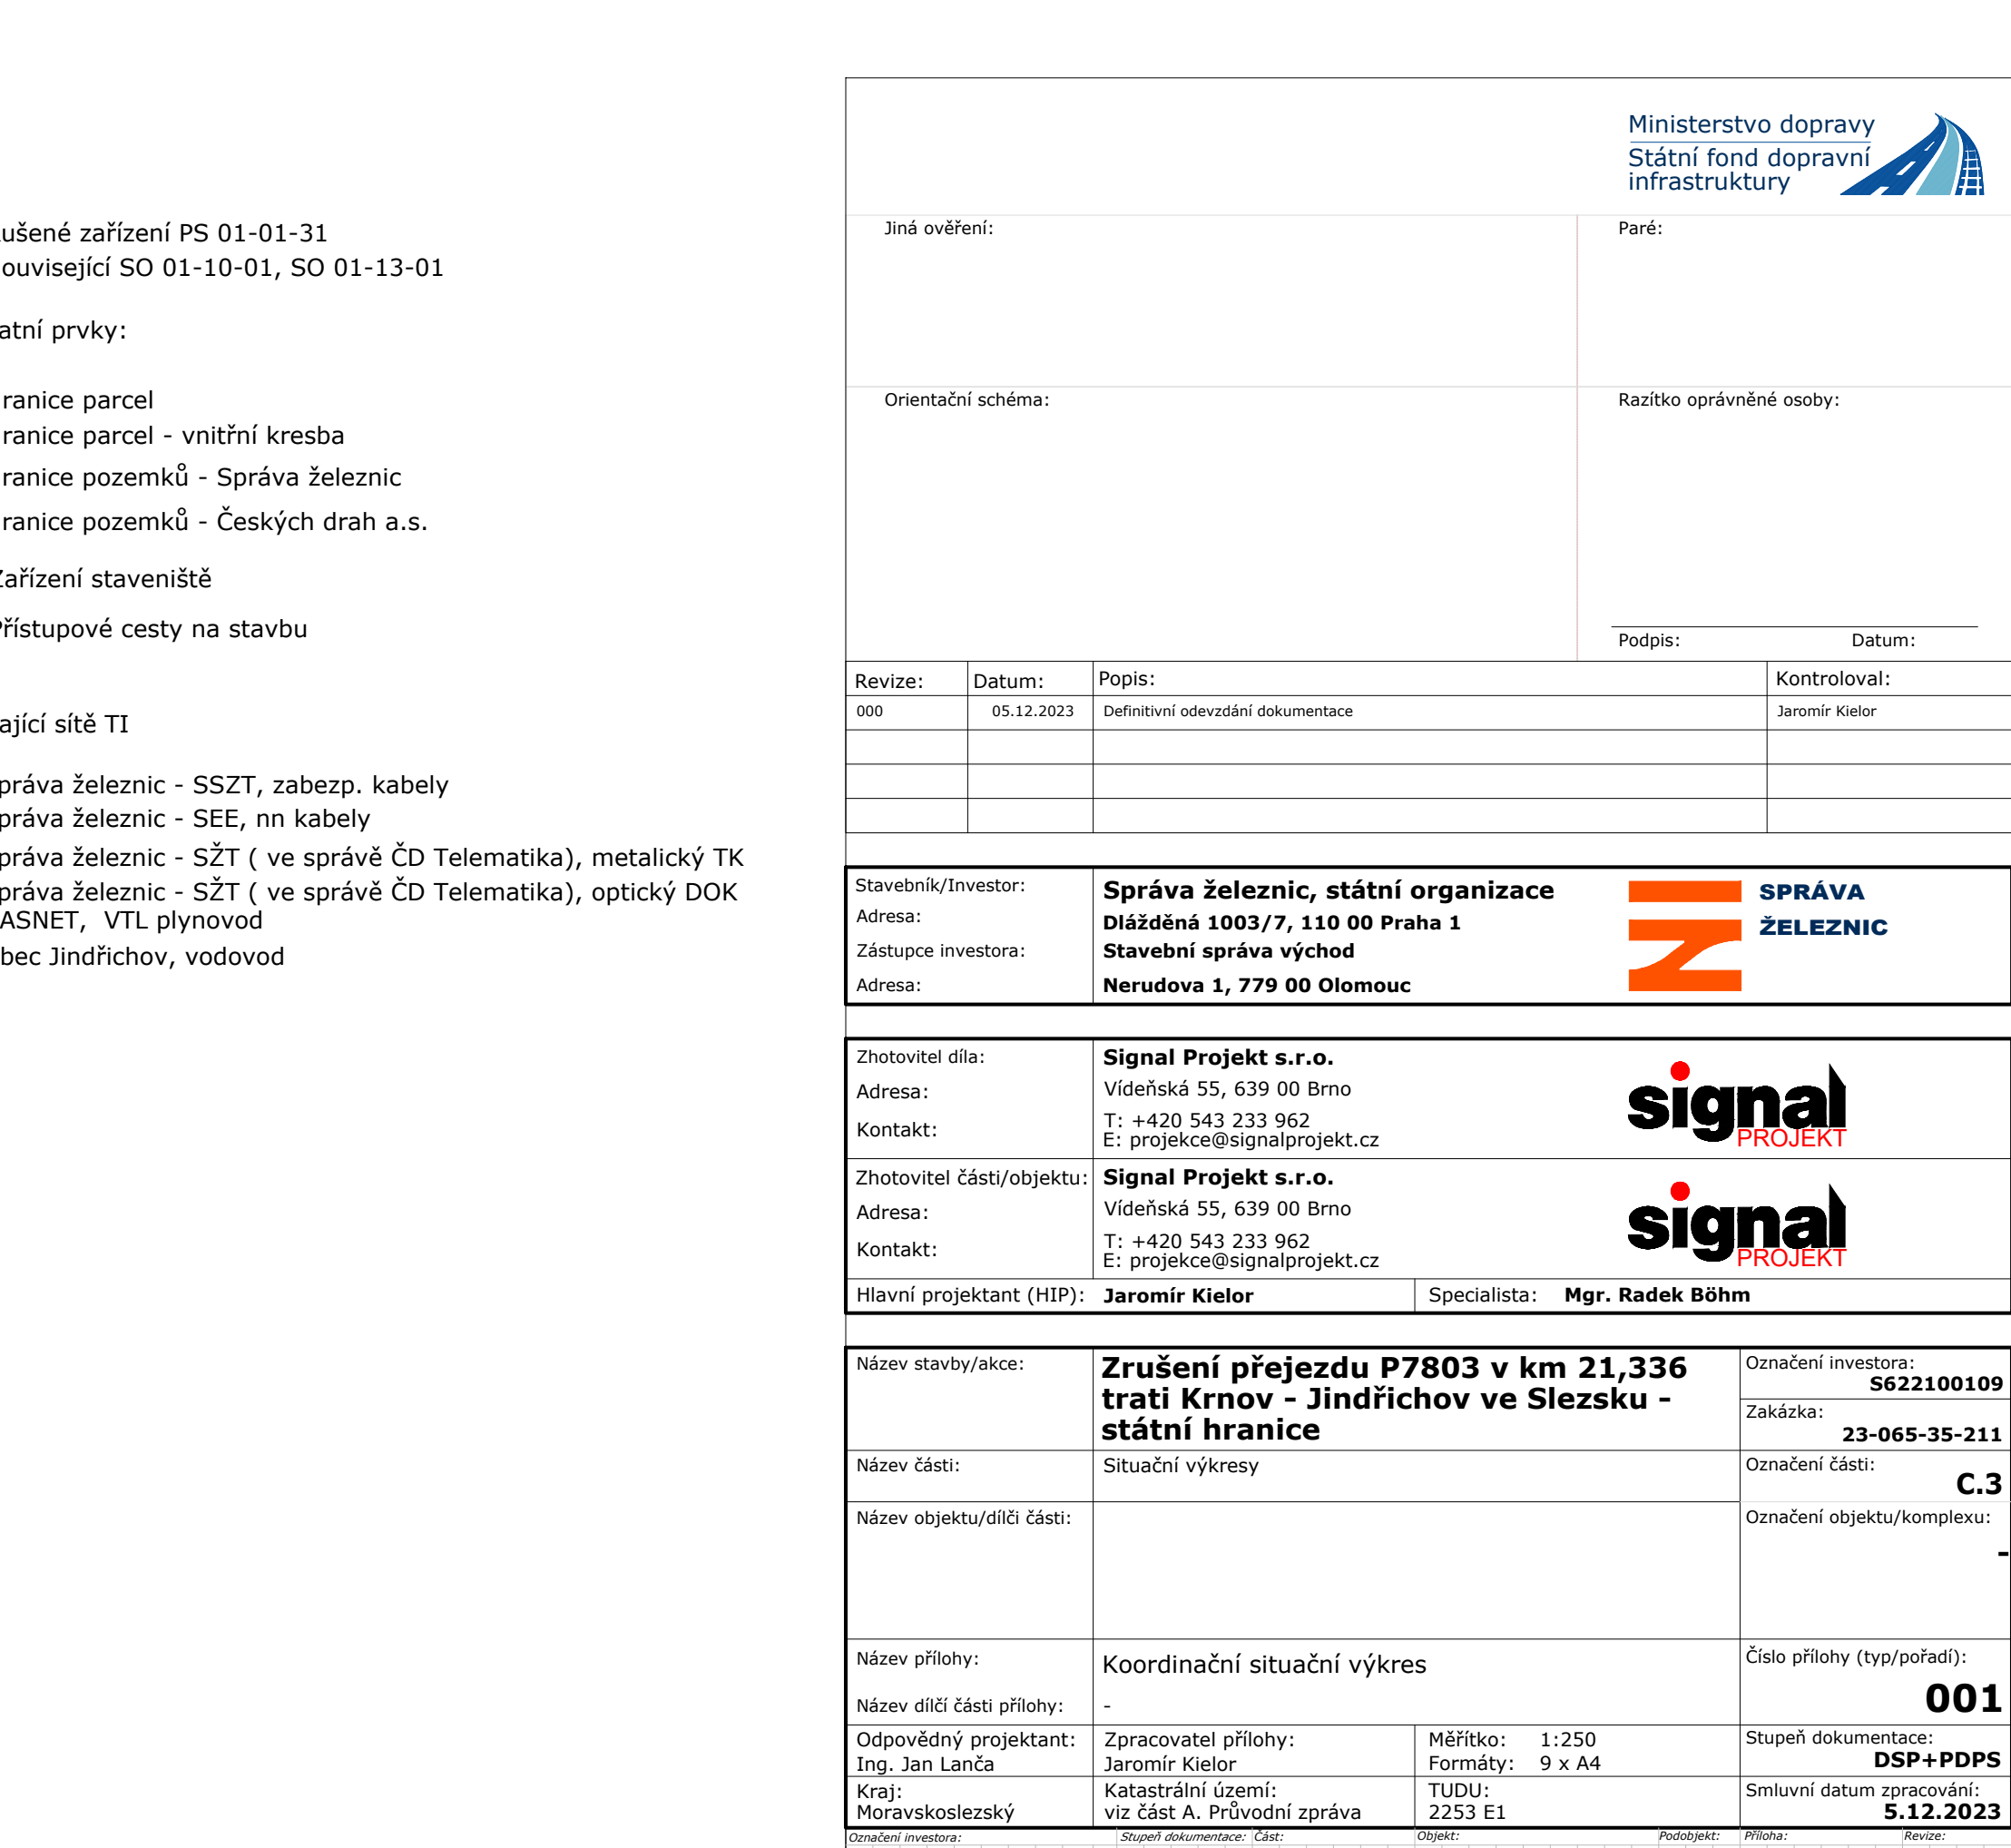 ušené zařízení PS 01-01-31
ouvisející SO 01-10-01, SO 01-13-01
atní prvky:
ranice parcel
ranice parcel - vnitřní kresba
ranice pozemků - Správa železnic
ranice pozemků - Českých drah a.s.
Zařízení staveniště
Přístupové cesty na stavbu
ající sítě TI
práva železnic - SSZT, zabezp. kabely
práva železnic - SEE, nn kabely
práva železnic - SŽT ( ve správě ČD Telematika), metalický TK
práva železnic - SŽT ( ve správě ČD Telematika), optický DOK
ASNET,  VTL plynovod
bec Jindřichov, vodovod
Ministerstvo dopravy
Státní fond dopravní
infrastruktury
Jiná ověření:
Paré:
Orientační schéma:
Razítko oprávněné osoby:
Podpis: Datum:
Revize: Datum: Popis: Kontroloval:
000 05.12.2023 Definitivní odevzdání dokumentace Jaromír Kielor
Stavebník/Investor: Správa železnic, státní organizace
Adresa: Dlážděná 1003/7, 110 00 Praha 1
Zástupce investora: Stavební správa východ
Adresa: Nerudova 1, 779 00 Olomouc
SPRÁVA
ŽELEZNIC
Zhotovitel díla: Signal Projekt s.r.o.
Adresa: Vídeňská 55, 639 00 Brno
Kontakt: T: +420 543 233 962
E: projekce@signalprojekt.cz
signal
PROJEKT
Zhotovitel části/objektu: Signal Projekt s.r.o.
Adresa: Vídeňská 55, 639 00 Brno
Kontakt: T: +420 543 233 962
E: projekce@signalprojekt.cz
signal
PROJEKT
Hlavní projektant (HIP): Jaromír Kielor Specialista: Mgr. Radek Böhm
Název stavby/akce: Zrušení přejezdu P7803 v km 21,336
trati Krnov - Jindřichov ve Slezsku -
státní hranice
Označení investora:
S622100109
Zakázka:
23-065-35-211
Název části: Situační výkresy
Označení části:
C.3
Název objektu/dílči části:
Označení objektu/komplexu:
-
Název přílohy: Koordinační situační výkres
Číslo přílohy (typ/pořadí):
001
Název dílčí části přílohy: -
Odpovědný projektant: Zpracovatel přílohy: Měřítko: 1:250 Stupeň dokumentace:
Ing. Jan Lanča Jaromír Kielor Formáty: 9 x A4 DSP+PDPS
Kraj: Katastrální území: TUDU: Smluvní datum zpracování:
Moravskoslezský viz část A. Průvodní zpráva 2253 E1 5.12.2023
Označení investora: Stupeň dokumentace: Část: Objekt: Podobjekt: Příloha: Revize: